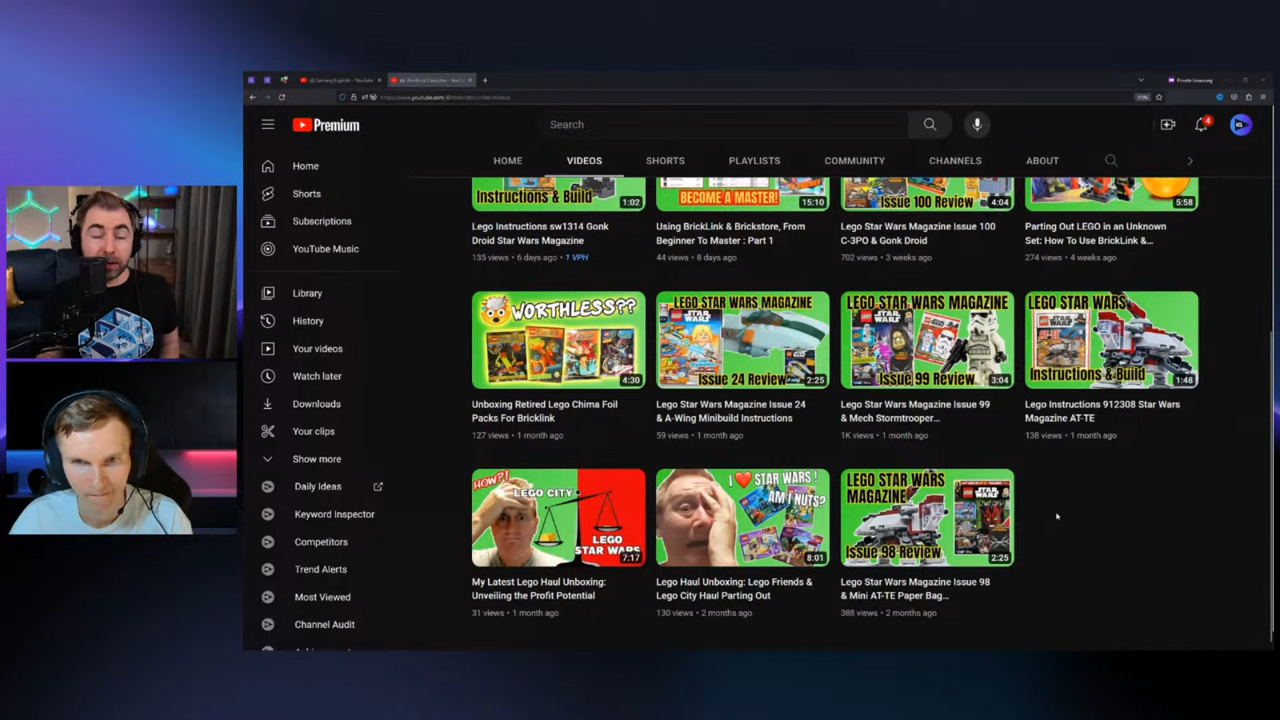 Premium
Search
4
HOME
VIDEOS
SHORTS
PLAYLISTS
COMMUNITY
CHANNELS
ABOUT
Home
Shorts
Subscriptions
YouTube Music
Library
History
Your videos
Watch later
Downloads
Your clips
Show more
Daily Ideas
Keyword Inspector
Competitors
Trend Alerts
Most Viewed
Channel Audit
Instructions & Build
1:02
BECOME A MASTER!
15:10
Issue 100 Review
4:04
5:58
Lego Instructions sw1314 Gonk
Droid Star Wars Magazine
135 views • 6 days ago • 1 VPH
Using BrickLink & Brickstore, From
Beginner To Master : Part 1
44 views • 8 days ago
Lego Star Wars Magazine Issue 100
C-3PO & Gonk Droid
702 views • 3 weeks ago
Parting Out LEGO in an Unknown
Set: How To Use BrickLink &...
274 views • 4 weeks ago
WORTHLESS??
4:30
LEGO STAR WARS MAGAZINE
Issue 24 Review
2:25
LEGO STAR WARS MAGAZINE
Issue 99 Review
3:04
LEGO STAR WARS
Instructions & Build
1:48
Unboxing Retired Lego Chima Foil
Packs For Bricklink
127 views • 1 month ago
Lego Star Wars Magazine Issue 24
& A-Wing Minibuild Instructions
59 views • 1 month ago
Lego Star Wars Magazine Issue 99
& Mech Stormtrooper...
1K views • 1 month ago
Lego Instructions 912308 Star Wars
Magazine AT-TE
138 views • 1 month ago
HOW?!
LEGO CITY
LEGO
STAR WARS
7:17
I ❤ STAR WARS!
AM I NUTS?
8:01
LEGO STAR WARS
MAGAZINE
Issue 98 Review
2:25
My Latest Lego Haul Unboxing:
Unveiling the Profit Potential
31 views • 1 month ago
Lego Haul Unboxing: Lego Friends &
Lego City Haul Parting Out
130 views • 2 months ago
Lego Star Wars Magazine Issue 98
& Mini AT-TE Paper Bag...
388 views • 2 months ago